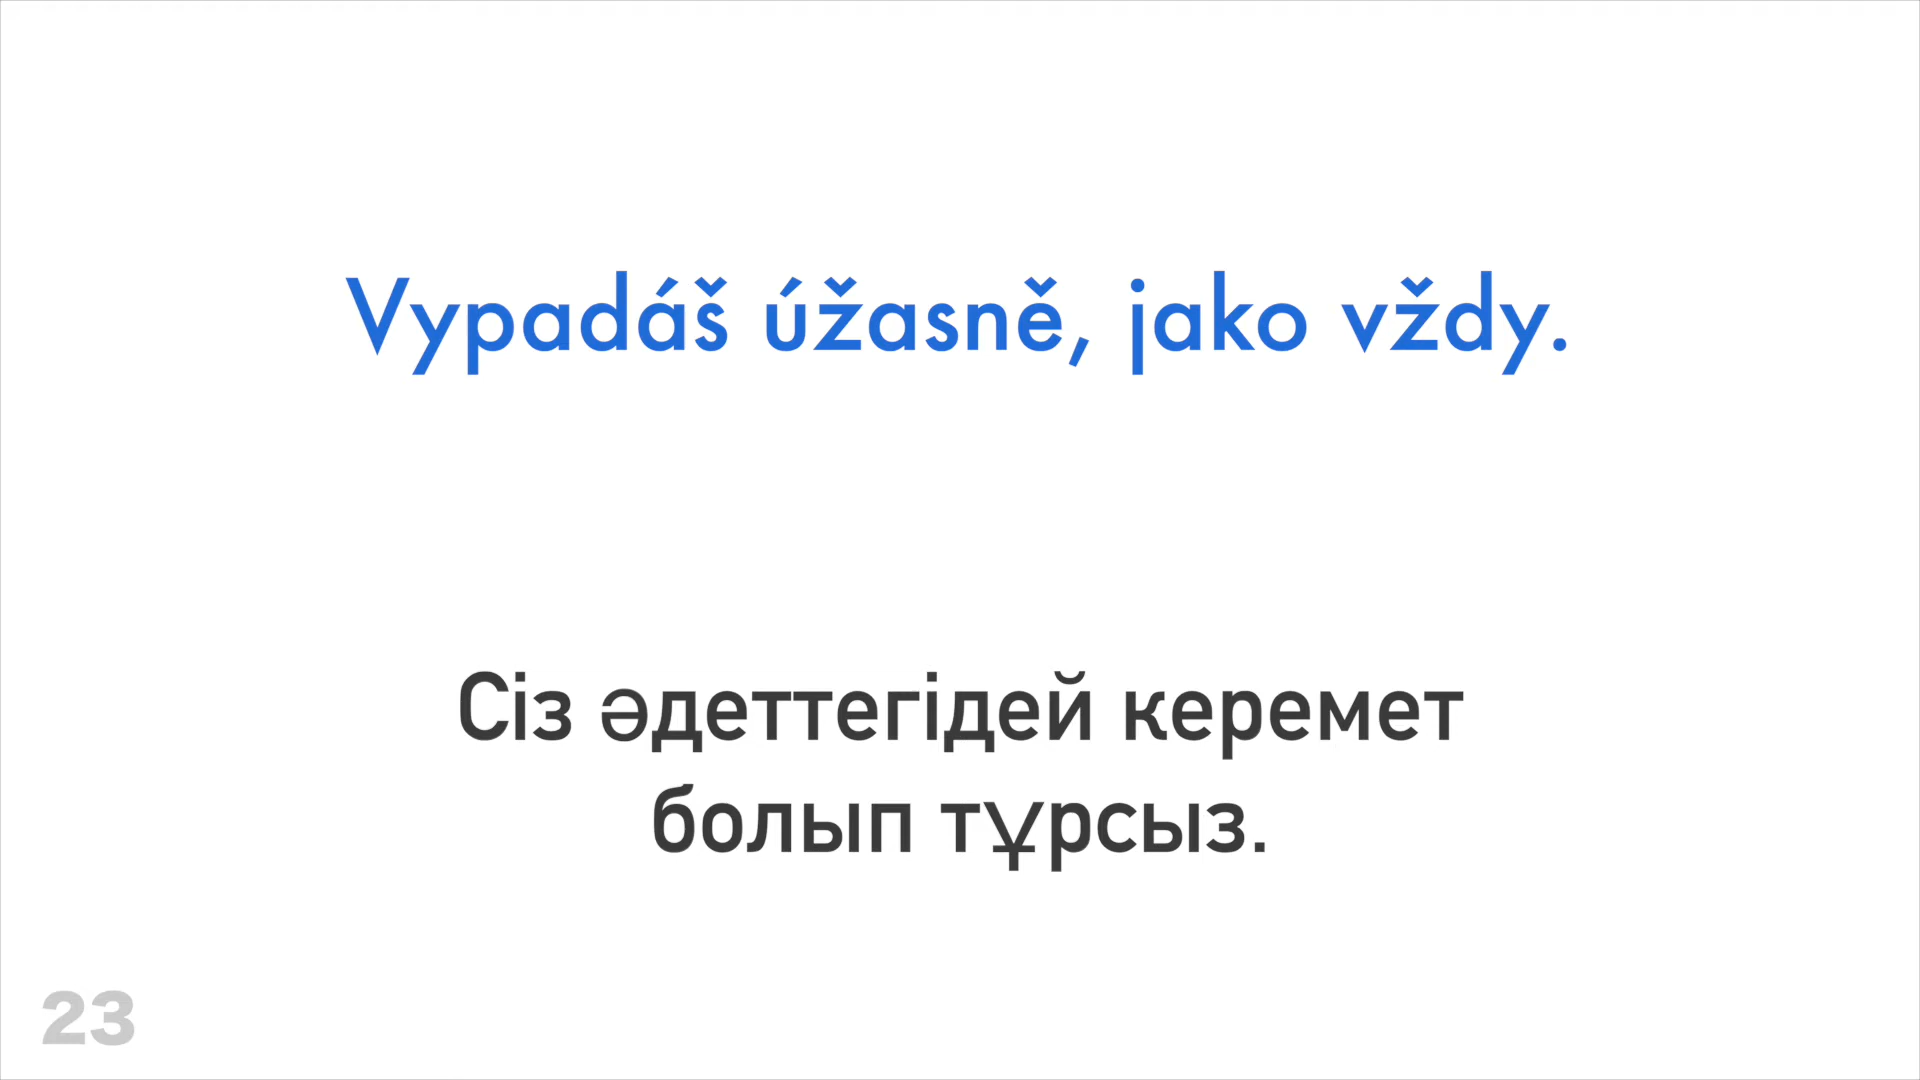 Vypadáš úžasně, jako vždy.
Сіз әдеттегідей керемет
болып тұрсыз.
23